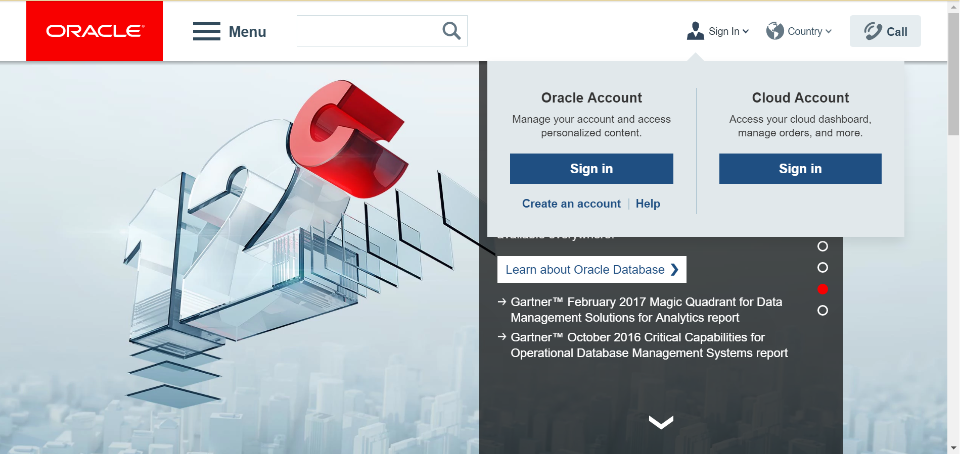 ORACLE®
Menu
Sign In
Country
Call
Oracle Account
Manage your account and access
personalized content.
Sign in
Create an account | Help
Cloud Account
Access your cloud dashboard,
manage orders, and more.
Sign in
12c
Learn about Oracle Database ❯
→ Gartner™ February 2017 Magic Quadrant for Data
Management Solutions for Analytics report
→ Gartner™ October 2016 Critical Capabilities for
Operational Database Management Systems report